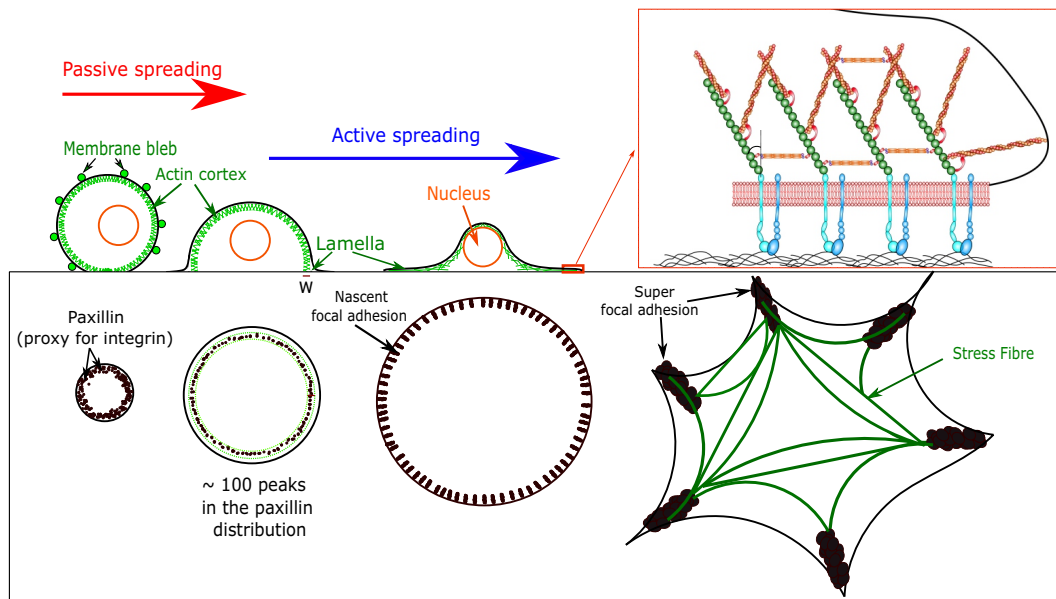 Passive spreading
Active spreading
Membrane bleb
Actin cortex
Nucleus
Lamella
W
Paxillin
(proxy for integrin)
Nascent
focal adhesion
Super
focal adhesion
Stress Fibre
~ 100 peaks
in the paxillin
distribution